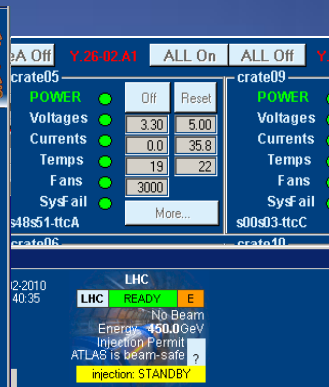 eA Off Y.26-02.A1 ALL On ALL Off
crate05 crate09
POWER Off Reset POWER
Voltages 3.30 5.00 Voltages
Currents 0.0 35.8 Currents
Temps 19 22 Temps
Fans 3000 Fans
SysFail SysFail
More...
s48s51-ttcA s00s03-ttcC
crate06 crate10
2-2010 LHC
40:35 LHC READY E
No Beam
Energy: 450.0GeV
Injection Permit
ATLAS is beam-safe ?
injection: STANDBY